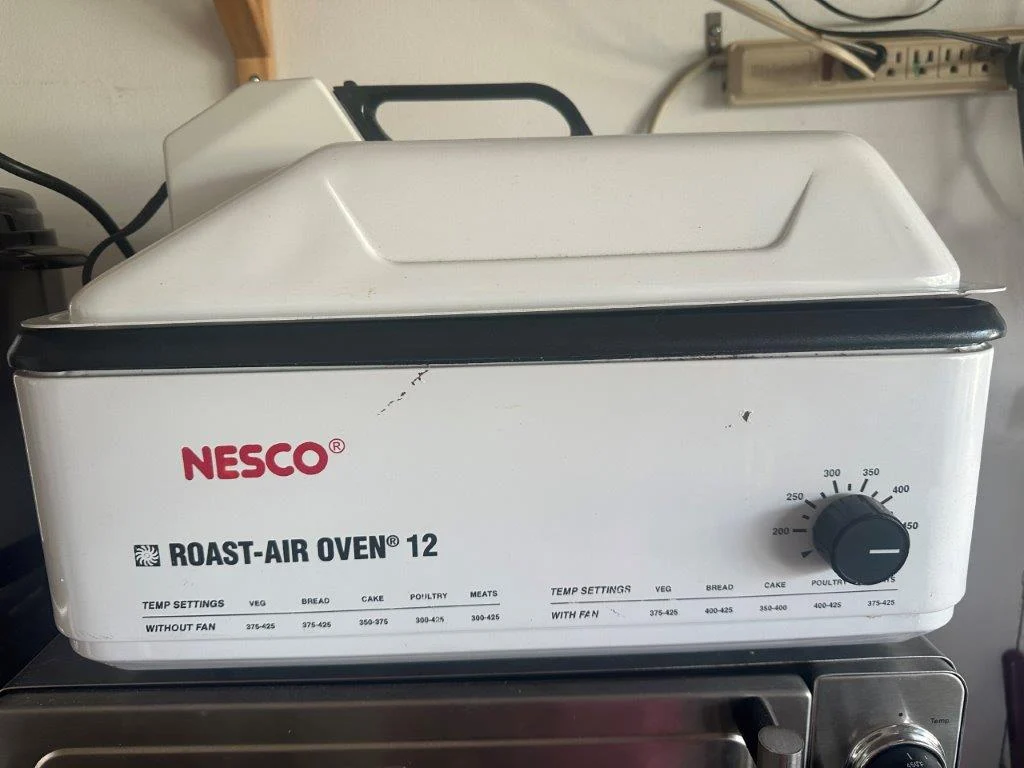 NESCO®
ROAST-AIR OVEN® 12
200 250 300 350 400 450
TEMP SETTINGS VEG BREAD CAKE POULTRY MEATS
WITHOUT FAN 375-425 375-425 350-375 300-425 300-425
TEMP SETTINGS VEG BREAD CAKE POULTRY
WITH FAN 375-425 400-425 350-400 400-425 375-425
Temp